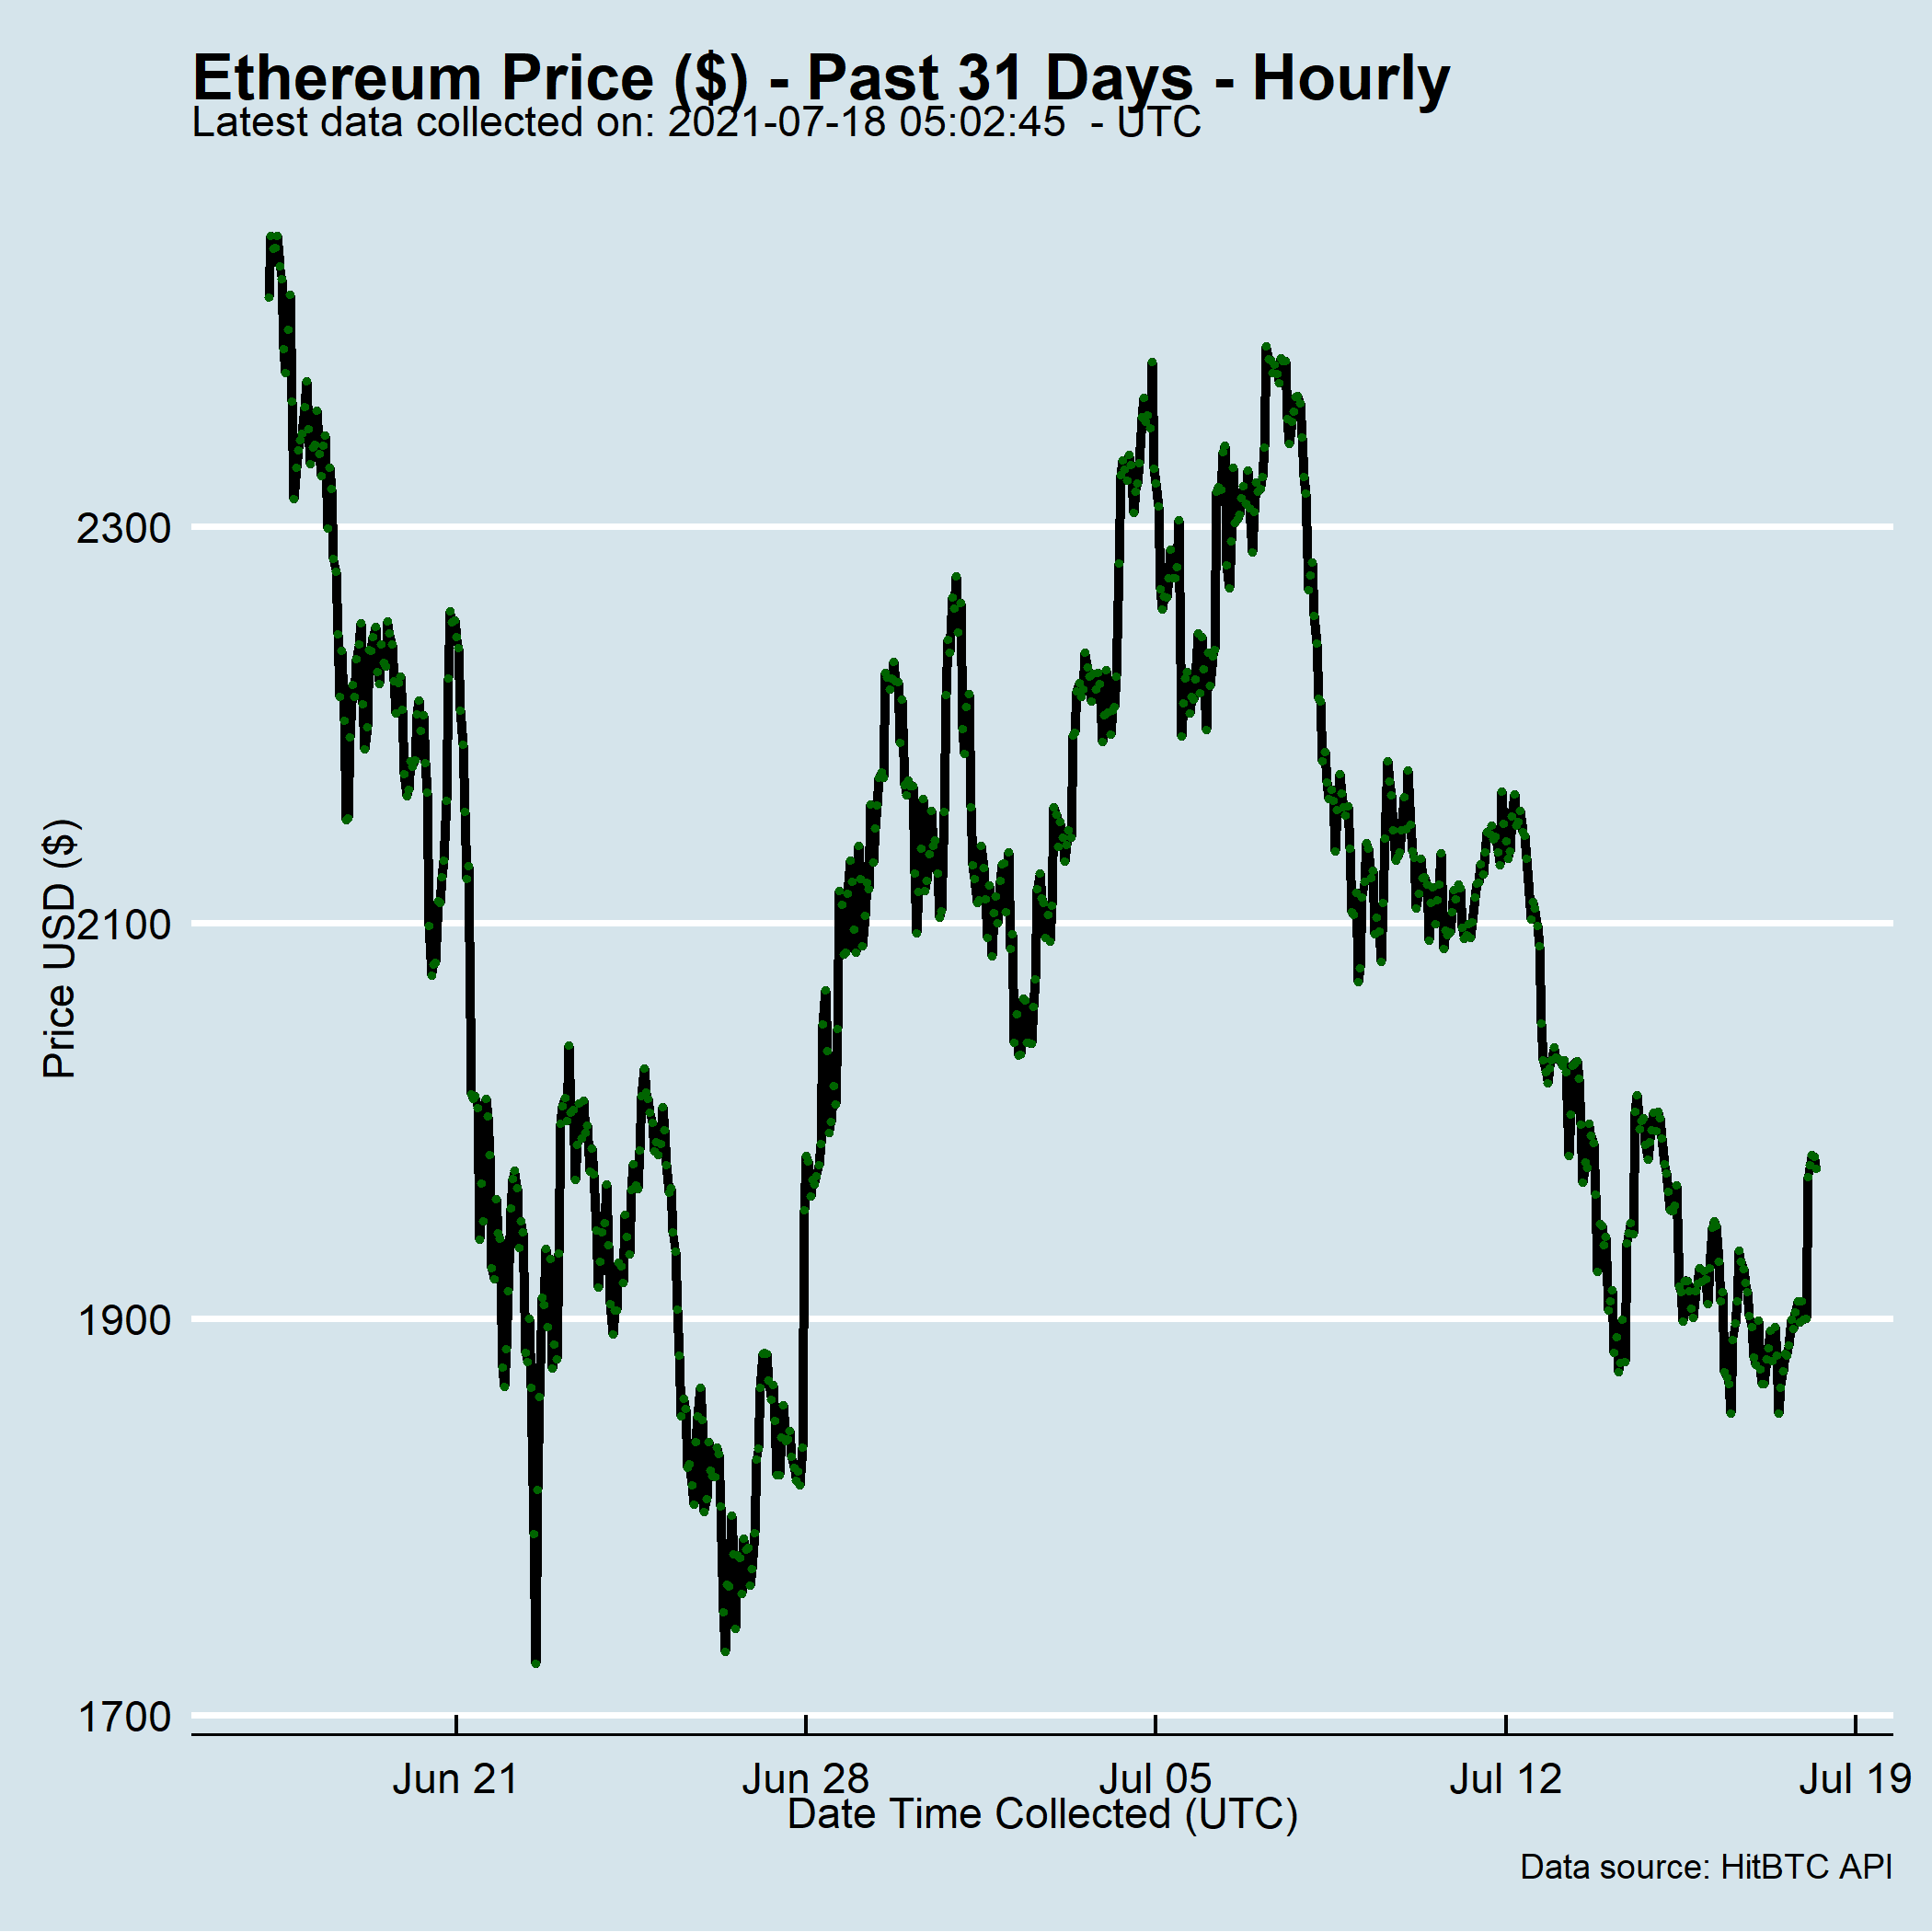 Ethereum Price ($) - Past 31 Days - Hourly
Latest data collected on: 2021-07-18 05:02:45  - UTC
Price USD ($)
2300
2100
1900
1700
Jun 21
Jun 28
Jul 05
Jul 12
Jul 19
Date Time Collected (UTC)
Data source: HitBTC API